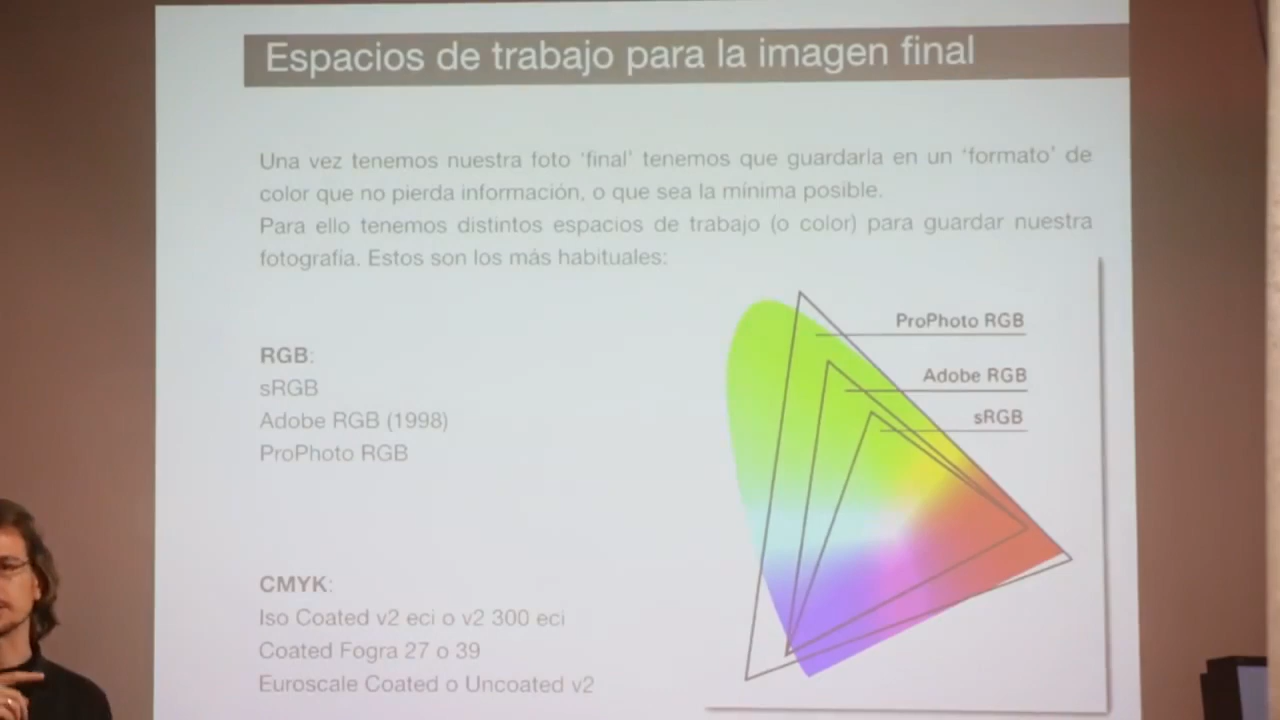 Espacios de trabajo para la imagen final
Una vez tenemos nuestra foto ‘final’ tenemos que guardarla en un ‘formato’ de
color que no pierda información, o que sea la mínima posible.
Para ello tenemos distintos espacios de trabajo (o color) para guardar nuestra
fotografía. Estos son los más habituales:
RGB:
sRGB
Adobe RGB (1998)
ProPhoto RGB
ProPhoto RGB
Adobe RGB
sRGB
CMYK:
Iso Coated v2 eci o v2 300 eci
Coated Fogra 27 o 39
Euroscale Coated o Uncoated v2